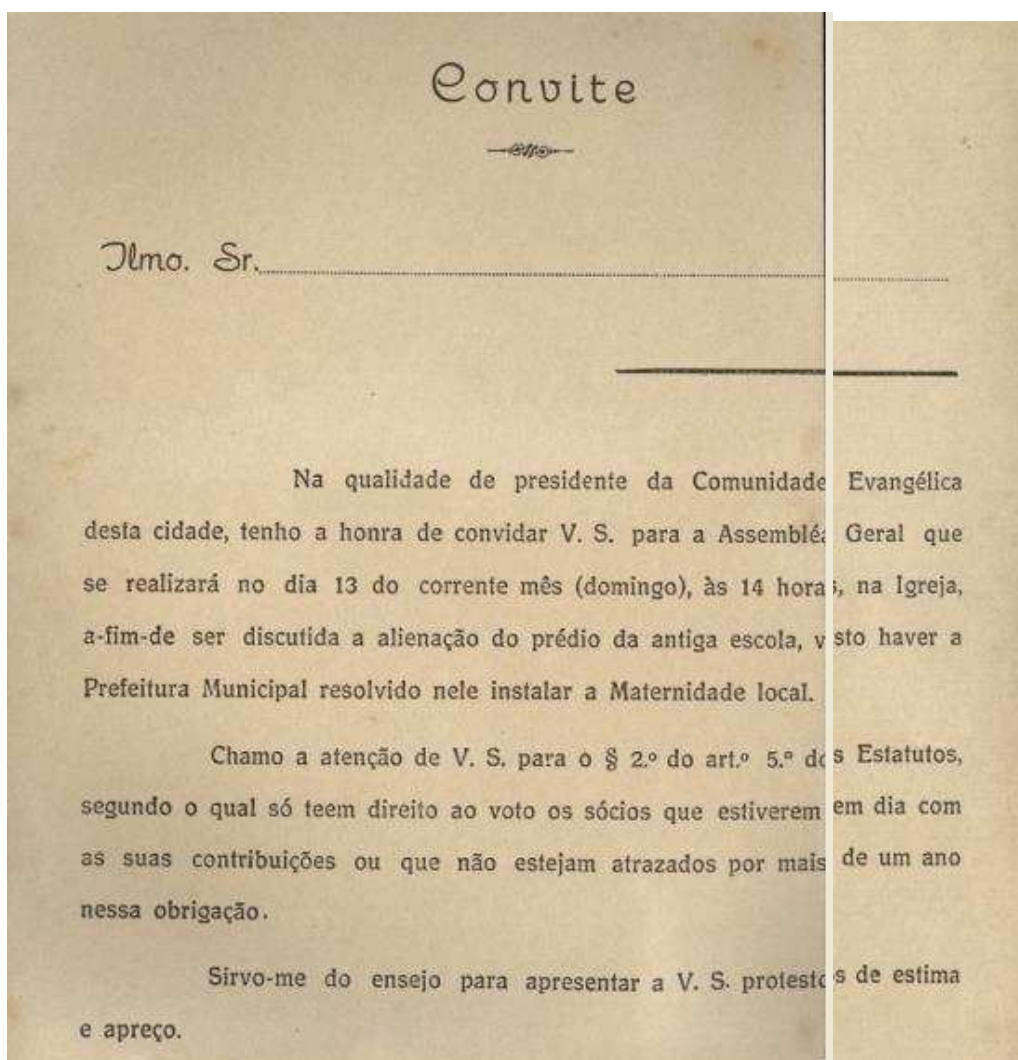 Convite
Ilmo. Sr.
Na qualidade de presidente da Comunidade Evangélica
desta cidade, tenho a honra de convidar V. S. para a Assembléa Geral que
se realizará no dia 13 do corrente mês (domingo), às 14 horas, na Igreja,
a-fim-de ser discutida a alienação do prédio da antiga escola, visto haver a
Prefeitura Municipal resolvido nele instalar a Maternidade local.
Chamo a atenção de V. S. para o § 2.º do art.º 5.º dos Estatutos,
segundo o qual só teem direito ao voto os sócios que estiverem em dia com
as suas contribuições ou que não estejam atrazados por mais de um ano
nessa obrigação.
Sirvo-me do ensejo para apresentar a V. S. protestos de estima
e apreço.